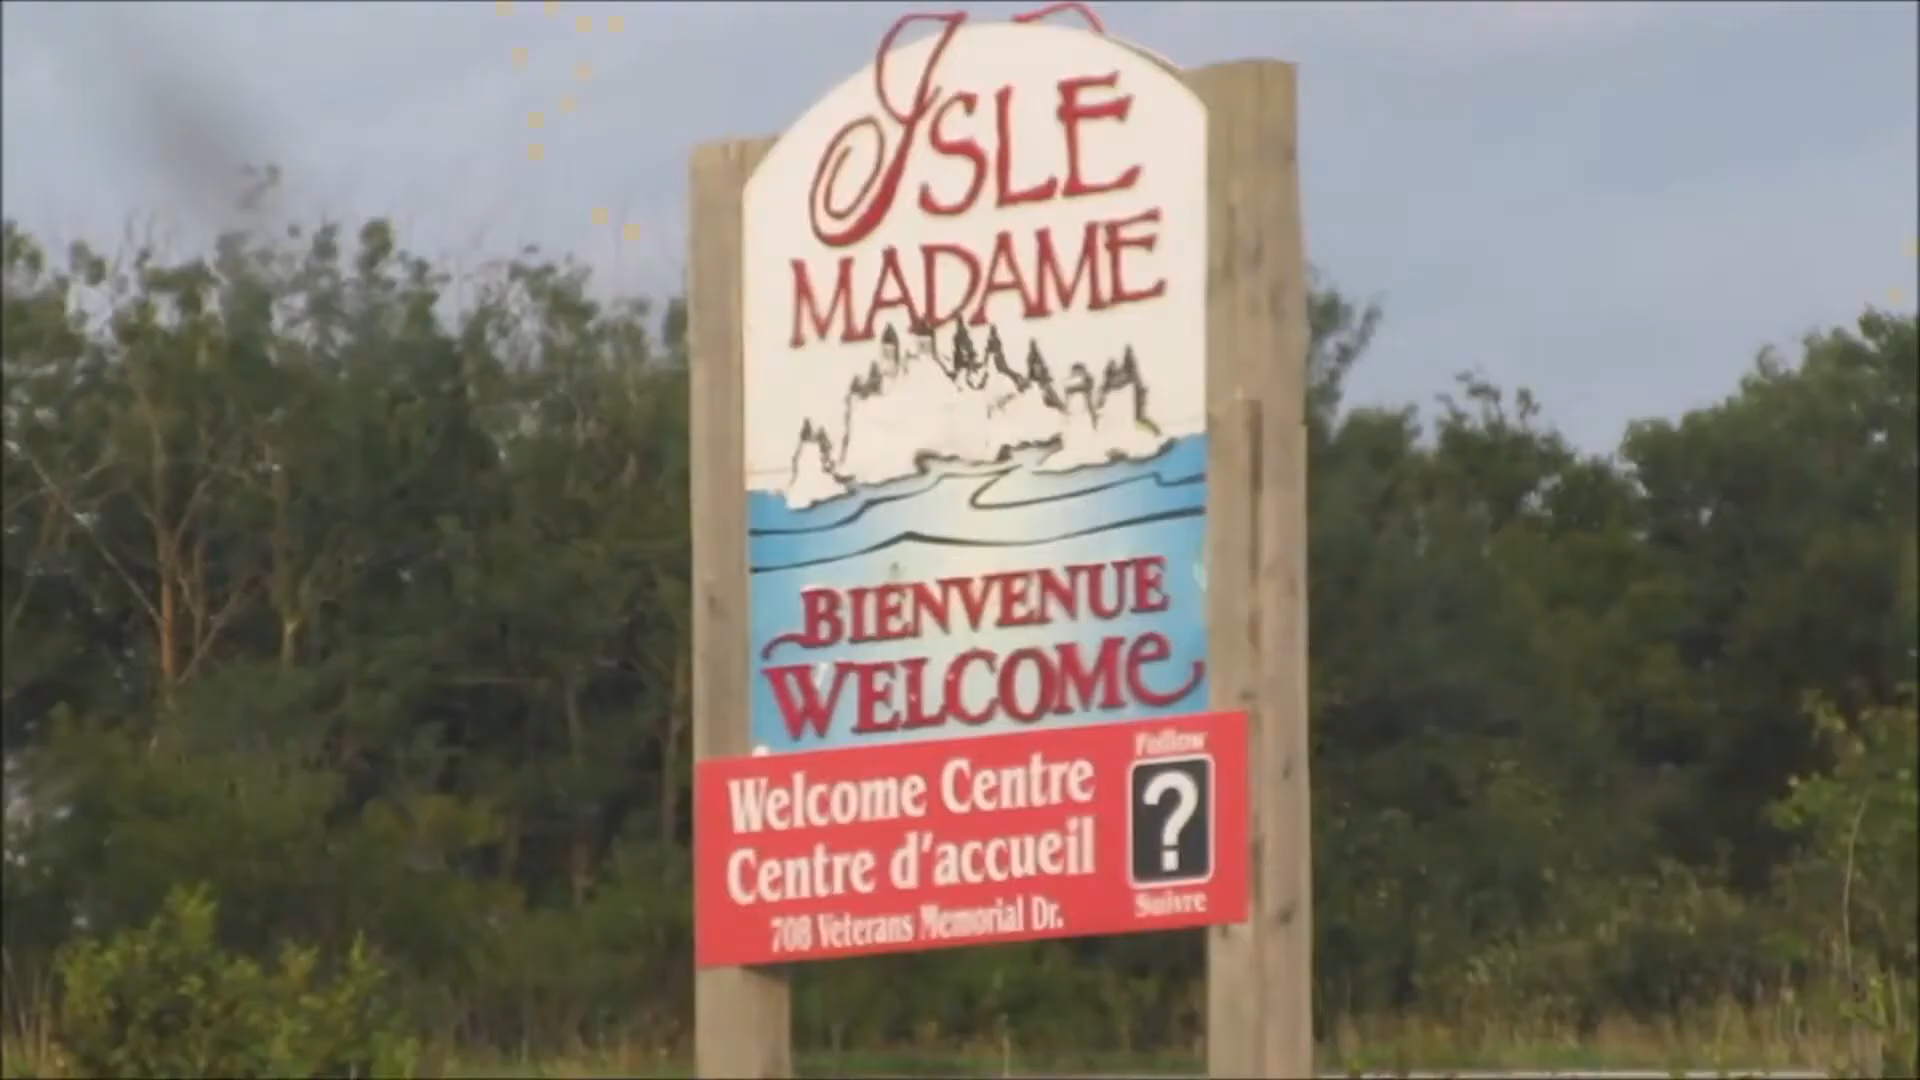 ISLE
MADAME
BIENVENUE
WELCOMe
Welcome Centre
Centre d'accueil
708 Veterans Memorial Dr.
Follow
?
Suivre